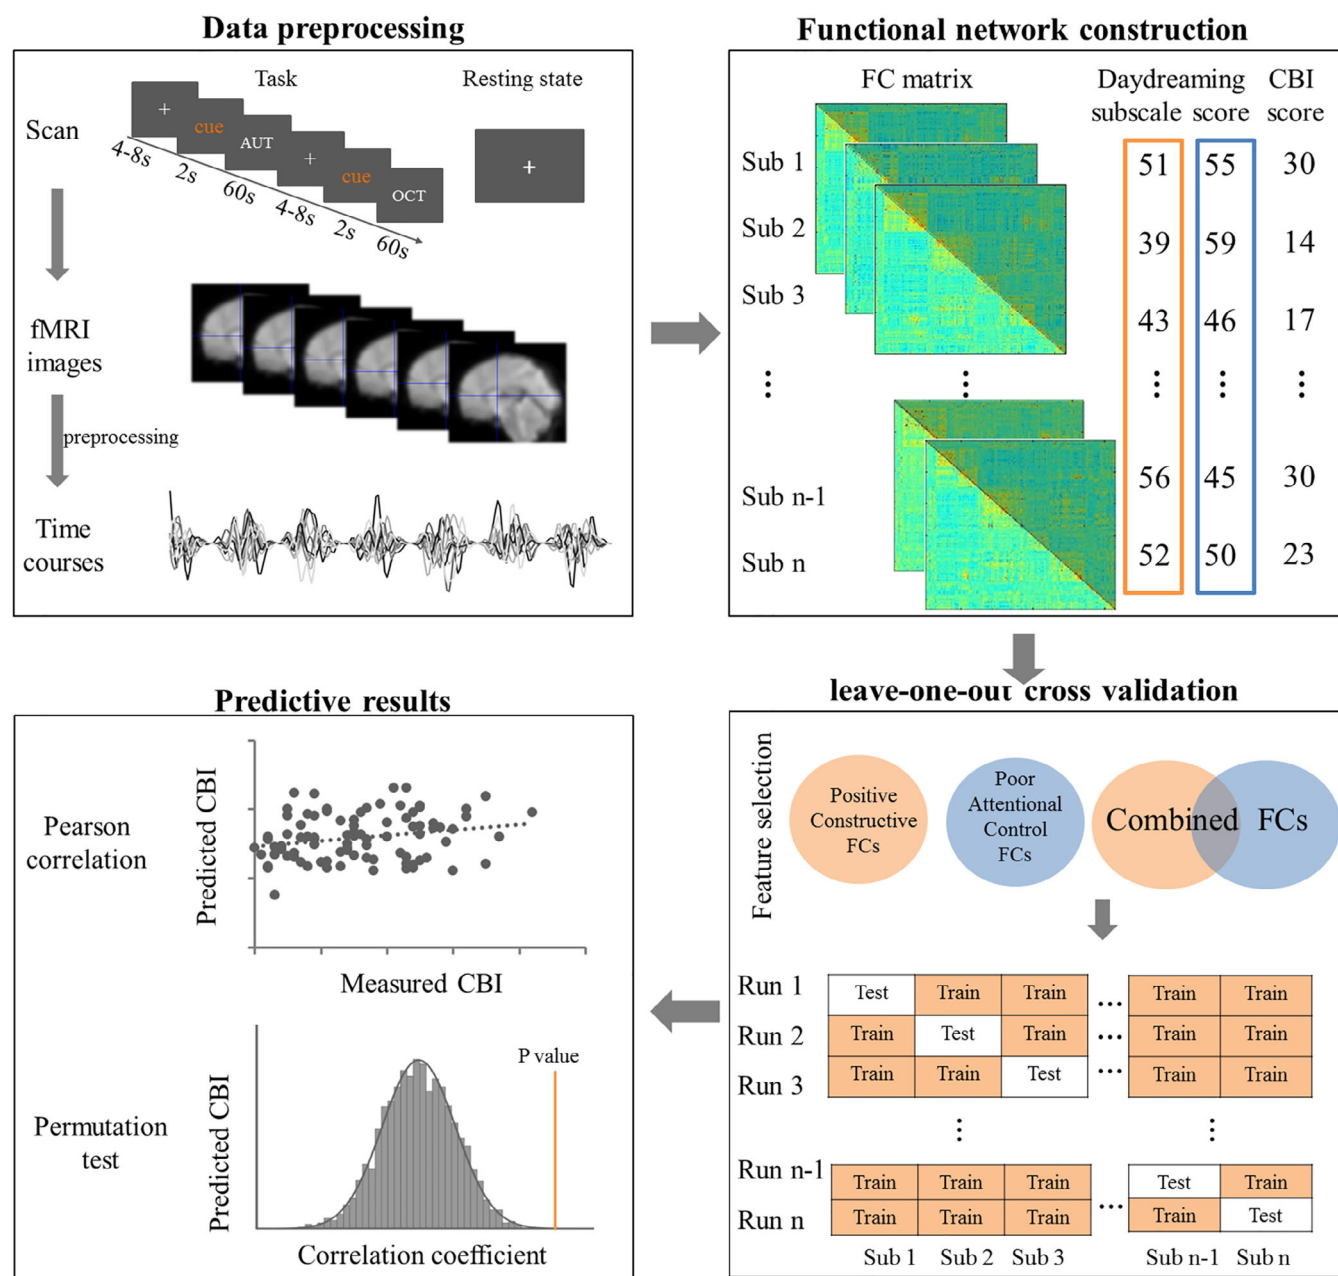 Data preprocessing
Task
Resting state
Scan
+
cue
AUT
+
cue
OCT
+
4-8s
2s
60s
4-8s
2s
60s
fMRI
images
preprocessing
Time
courses
Functional network construction
FC matrix
Daydreaming
subscale score
CBI
score
Sub 1 51 55 30
Sub 2 39 59 14
Sub 3 43 46 17
⋮ ⋮ ⋮ ⋮ ⋮
Sub n-1 56 45 30
Sub n 52 50 23
leave-one-out cross validation
Feature selection
Positive
Constructive
FCs
Poor
Attentional
Control
FCs
Combined FCs
Run 1 Test Train Train ... Train Train
Run 2 Train Test Train ... Train Train
Run 3 Train Train Test ... Train Train
⋮ ⋮
Run n-1 Train Train Train ... Test Train
Run n Train Train Train Train Test
Sub 1 Sub 2 Sub 3 Sub n-1 Sub n
Predictive results
Pearson
correlation
Predicted CBI
Measured CBI
Permutation
test
Predicted CBI
P value
Correlation coefficient